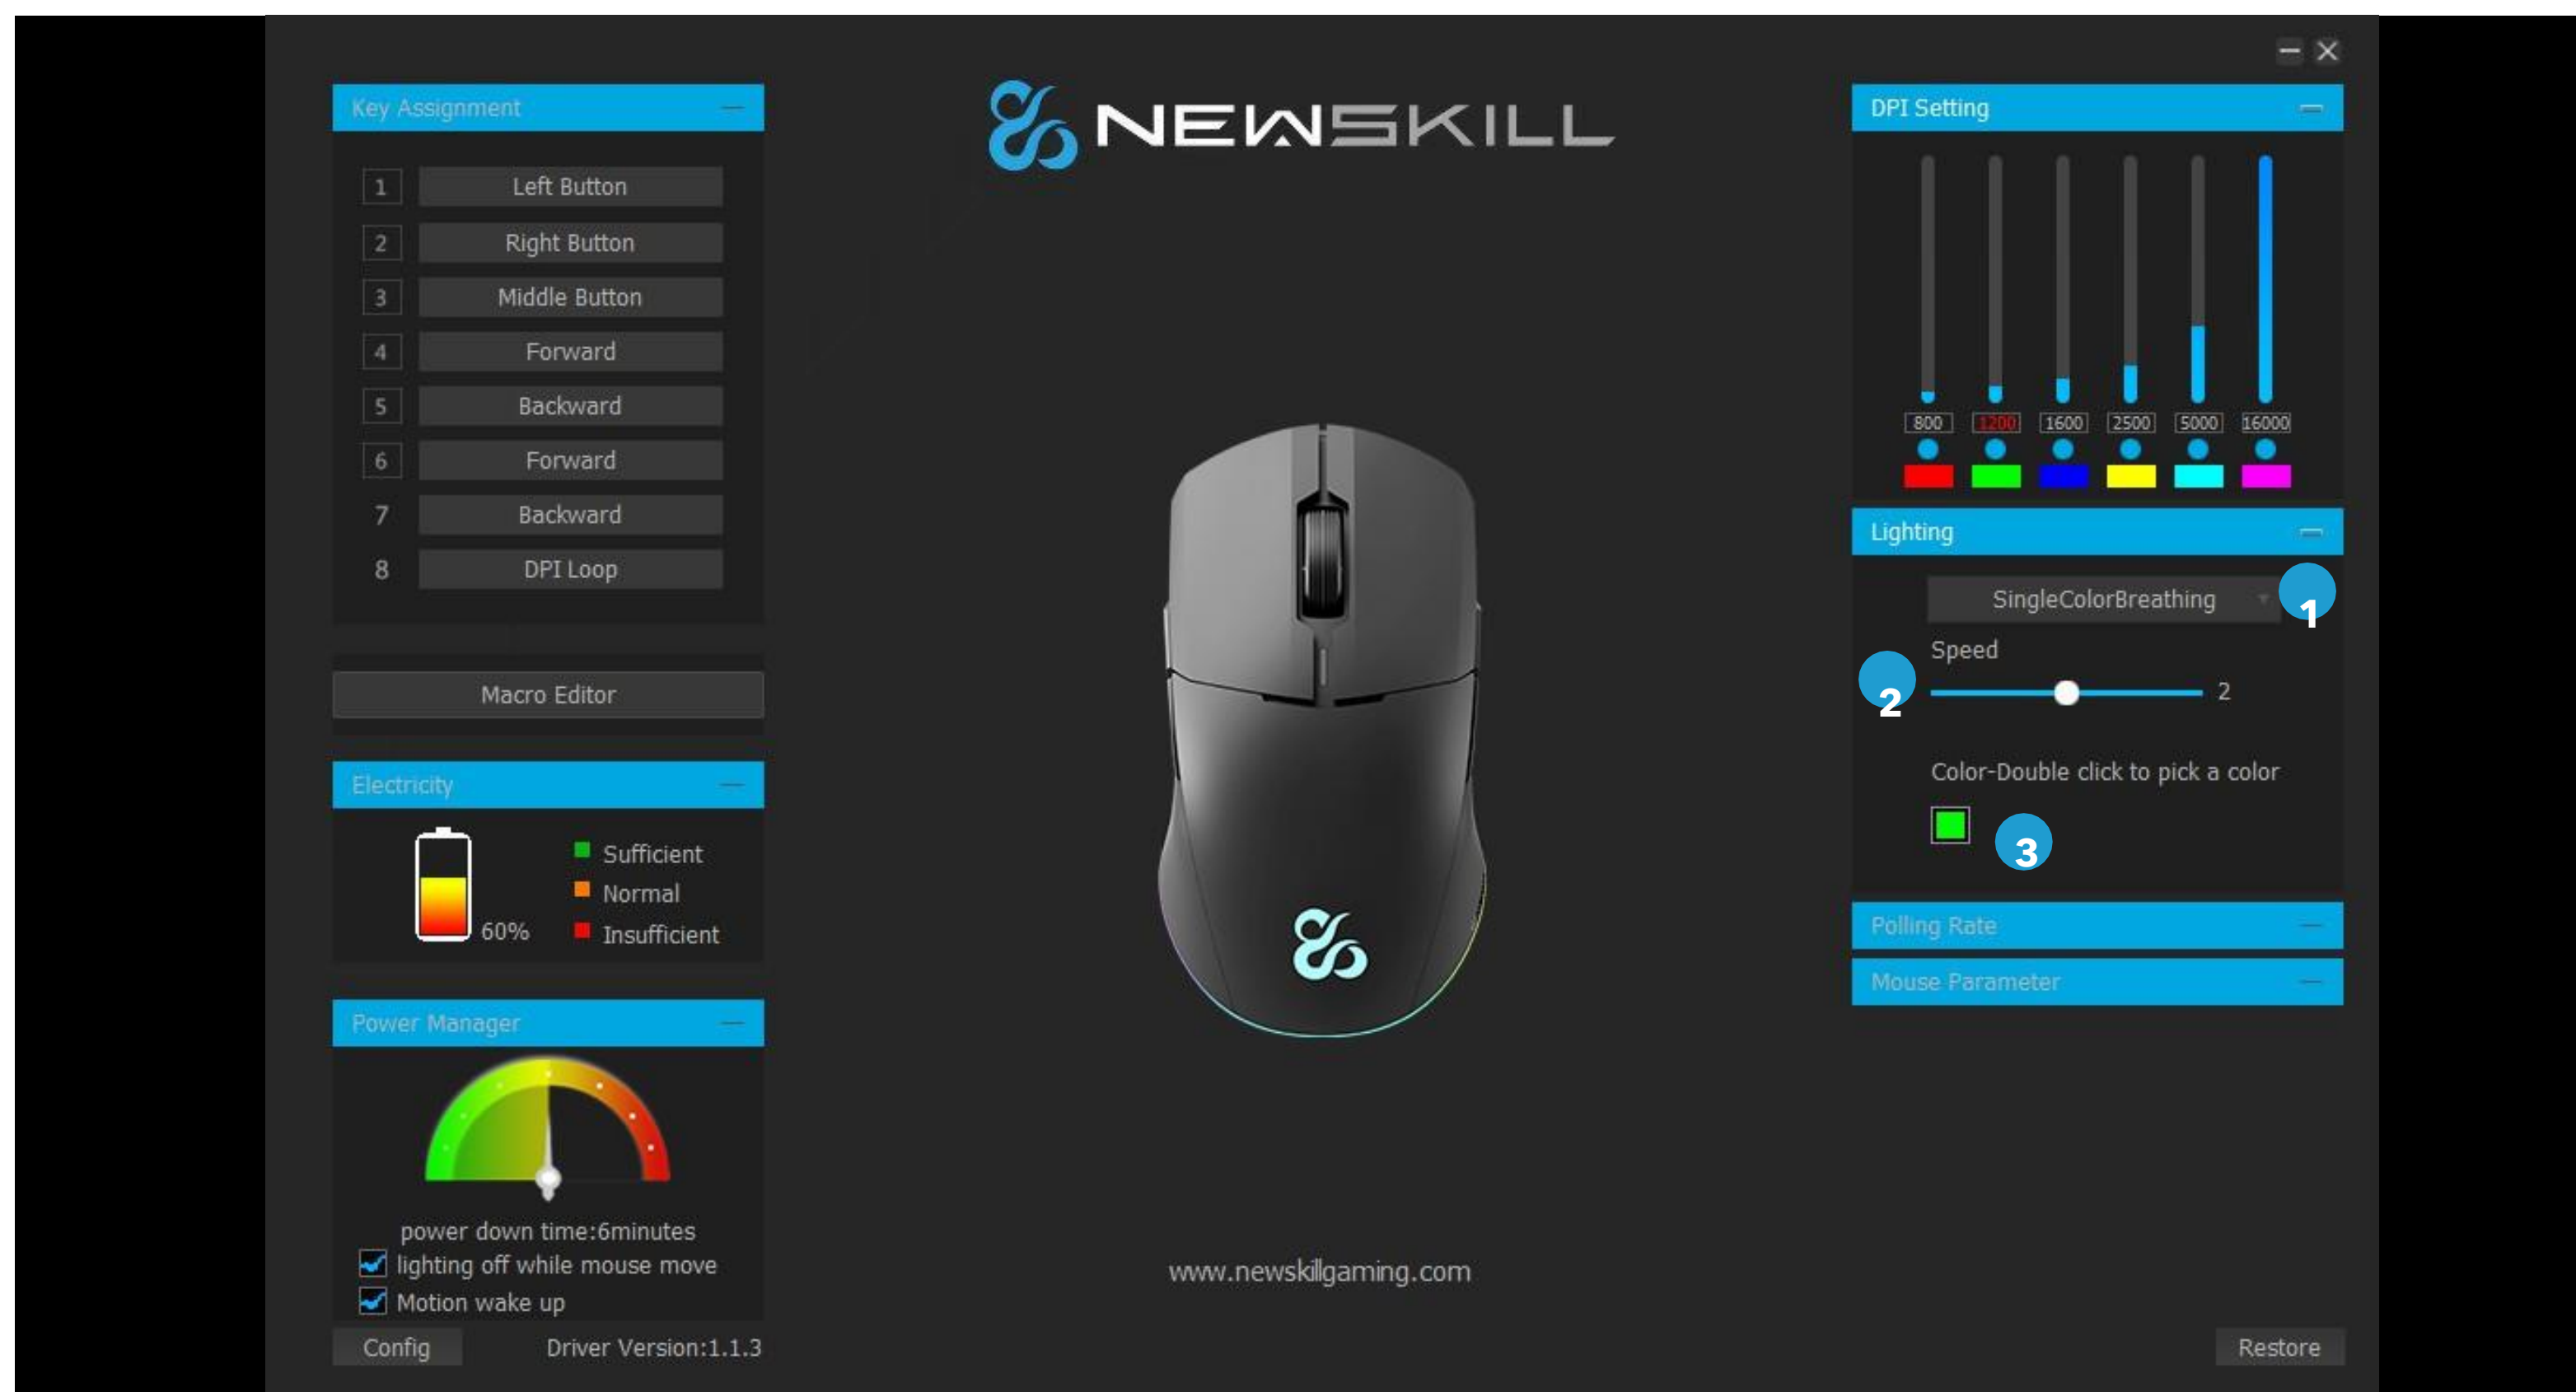 Key Assignment
1 Left Button
2 Right Button
3 Middle Button
4 Forward
5 Backward
6 Forward
7 Backward
8 DPI Loop
Macro Editor
Electricity
Sufficient
Normal
60% Insufficient
Power Manager
power down time:6minutes
lighting off while mouse move
Motion wake up
Config Driver Version:1.1.3
NEWSKILL
www.newskillgaming.com
DPI Setting
800 1200 1600 2500 5000 16000
Lighting
SingleColorBreathing 1
Speed
2 2
Color-Double click to pick a color
3
Polling Rate
Mouse Parameter
Restore